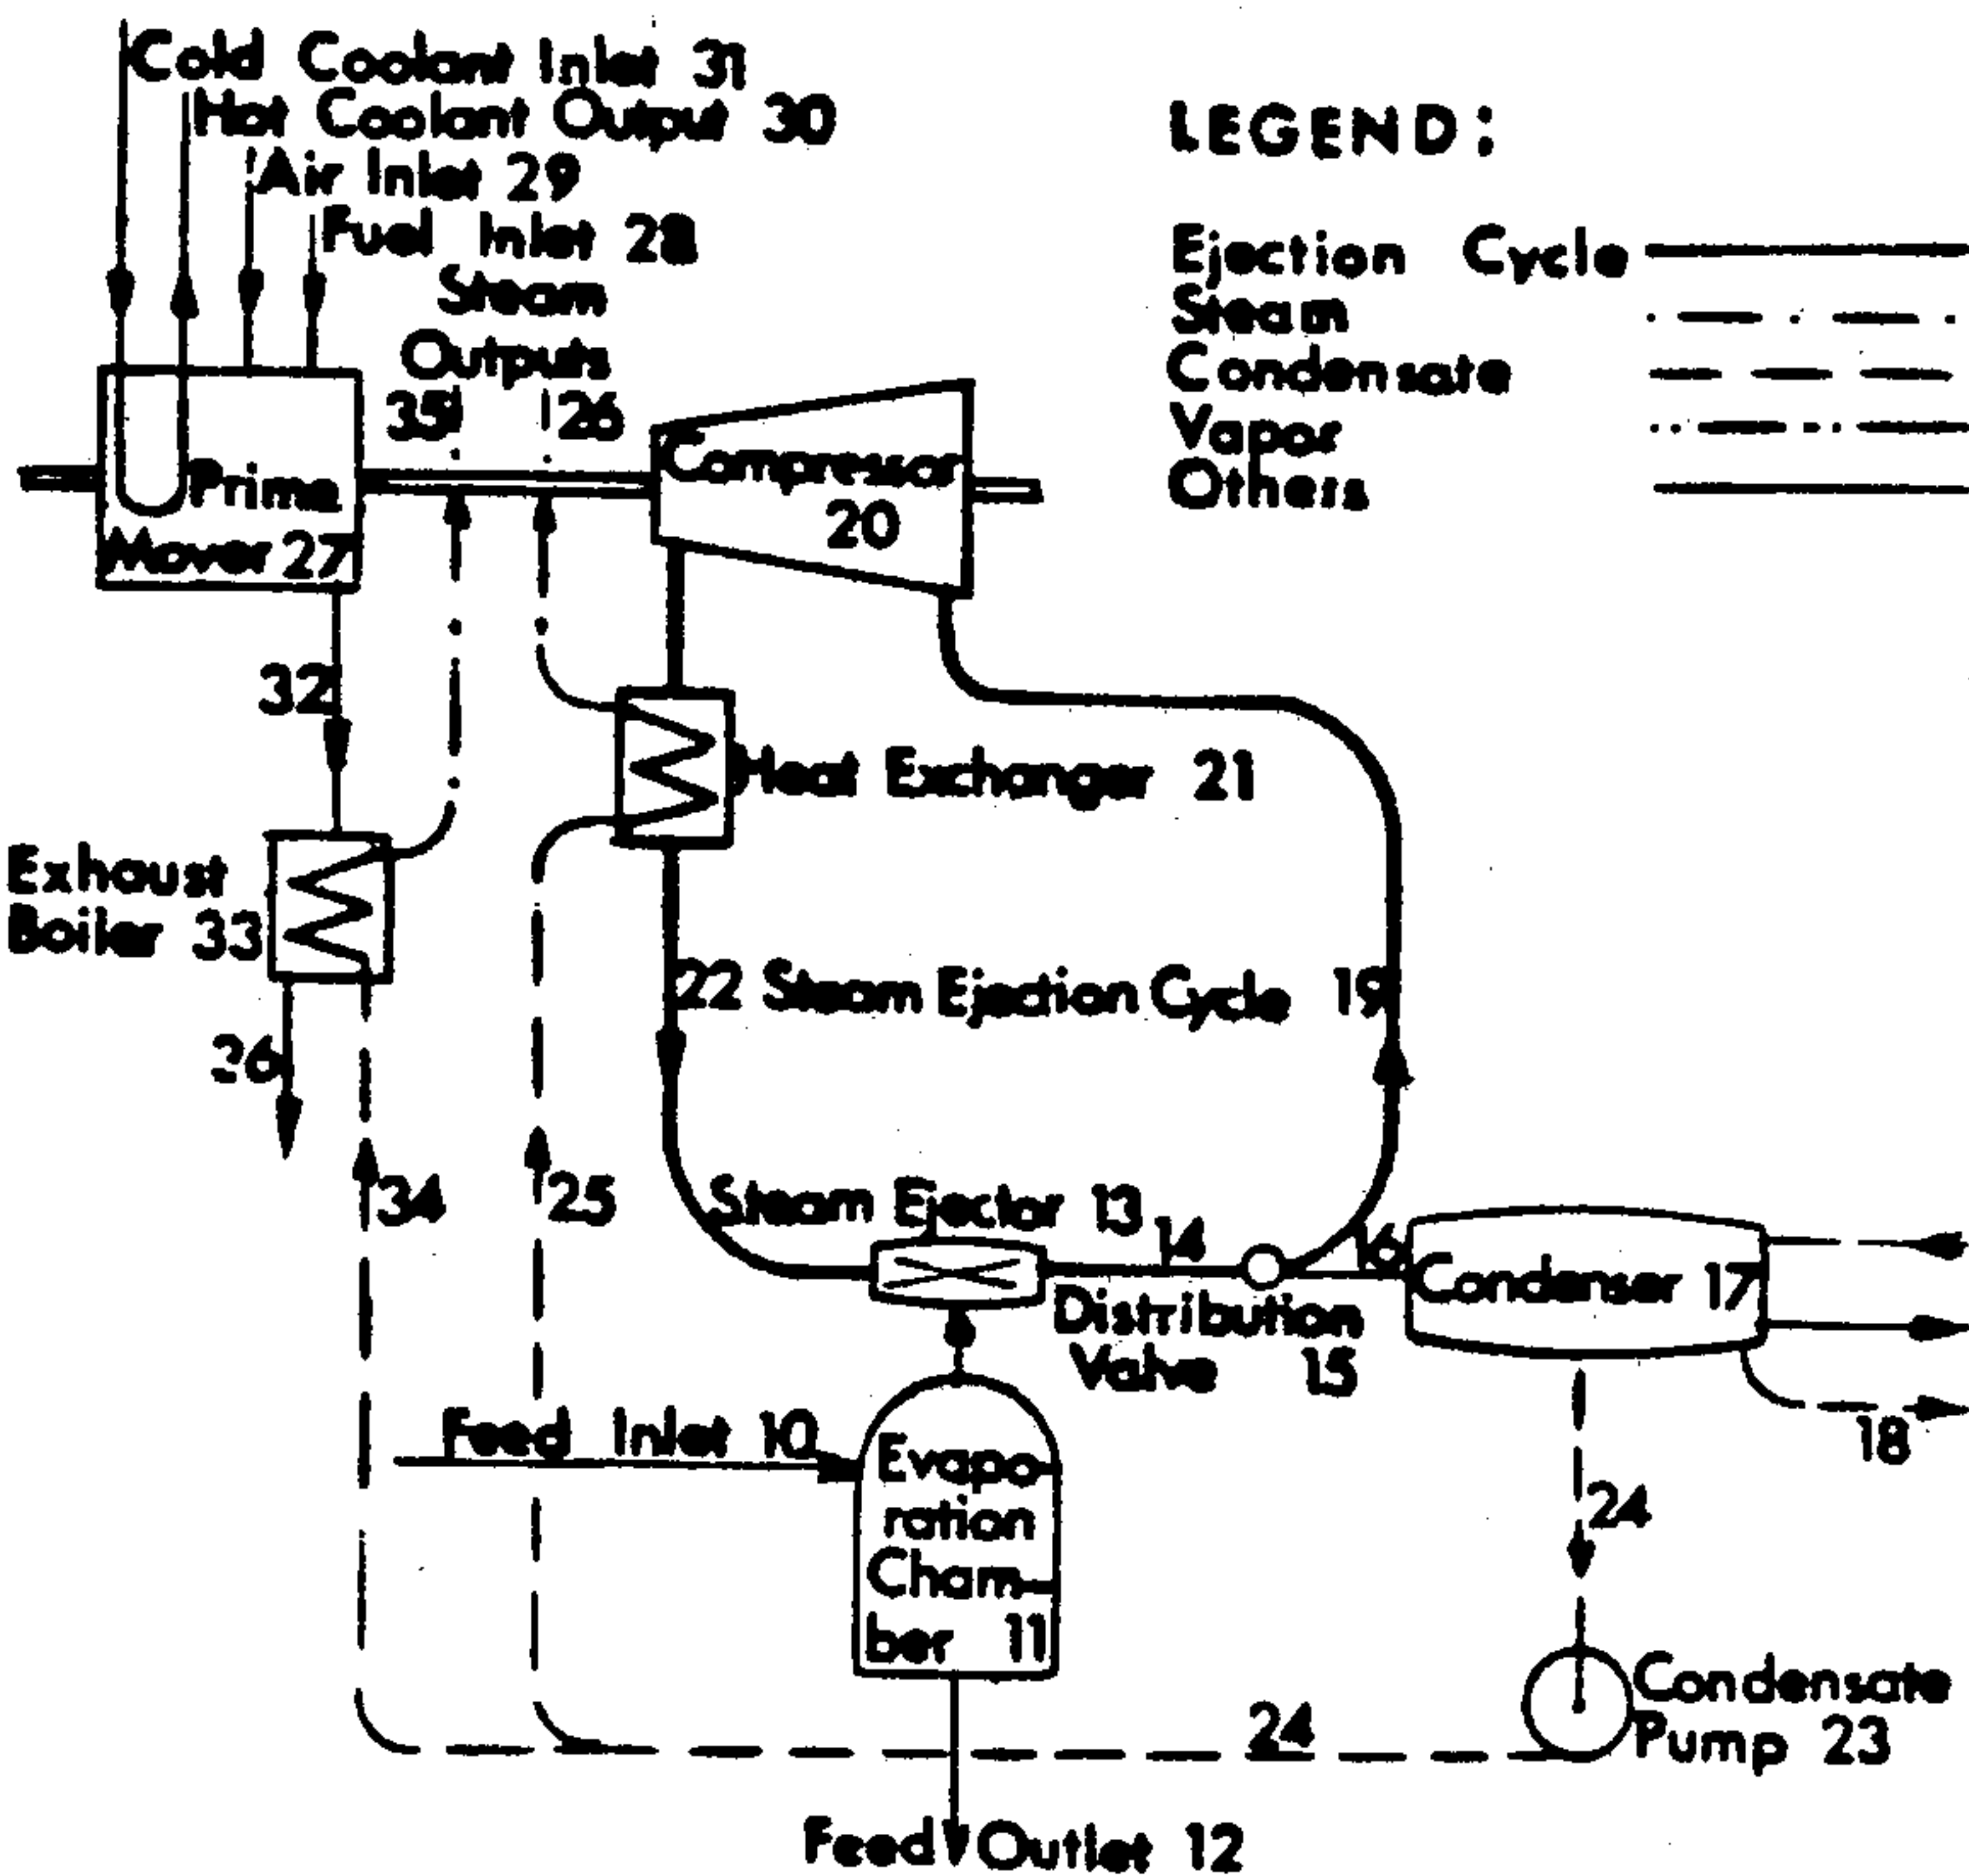 Cold Coolant Inlet 31
Hot Coolant Output 30
Air Inlet 29
Fuel Inlet 28
Steam
Outputs
35 26
LEGEND:
Ejection Cycle
Steam
Condensate
Vapor
Others
Prime
Mover 27
Compressor
20
32
Heat Exchanger 21
Exhaust
Boiler 33
22 Steam Ejection Cycle 19
36
34
25
Steam Ejector 13
14
16
Condenser 17
Distribution
Valve 15
18
Feed Inlet 10
Evapo-
ration
Cham-
ber 11
24
Condensate
Pump 23
24
Feed Outlet 12